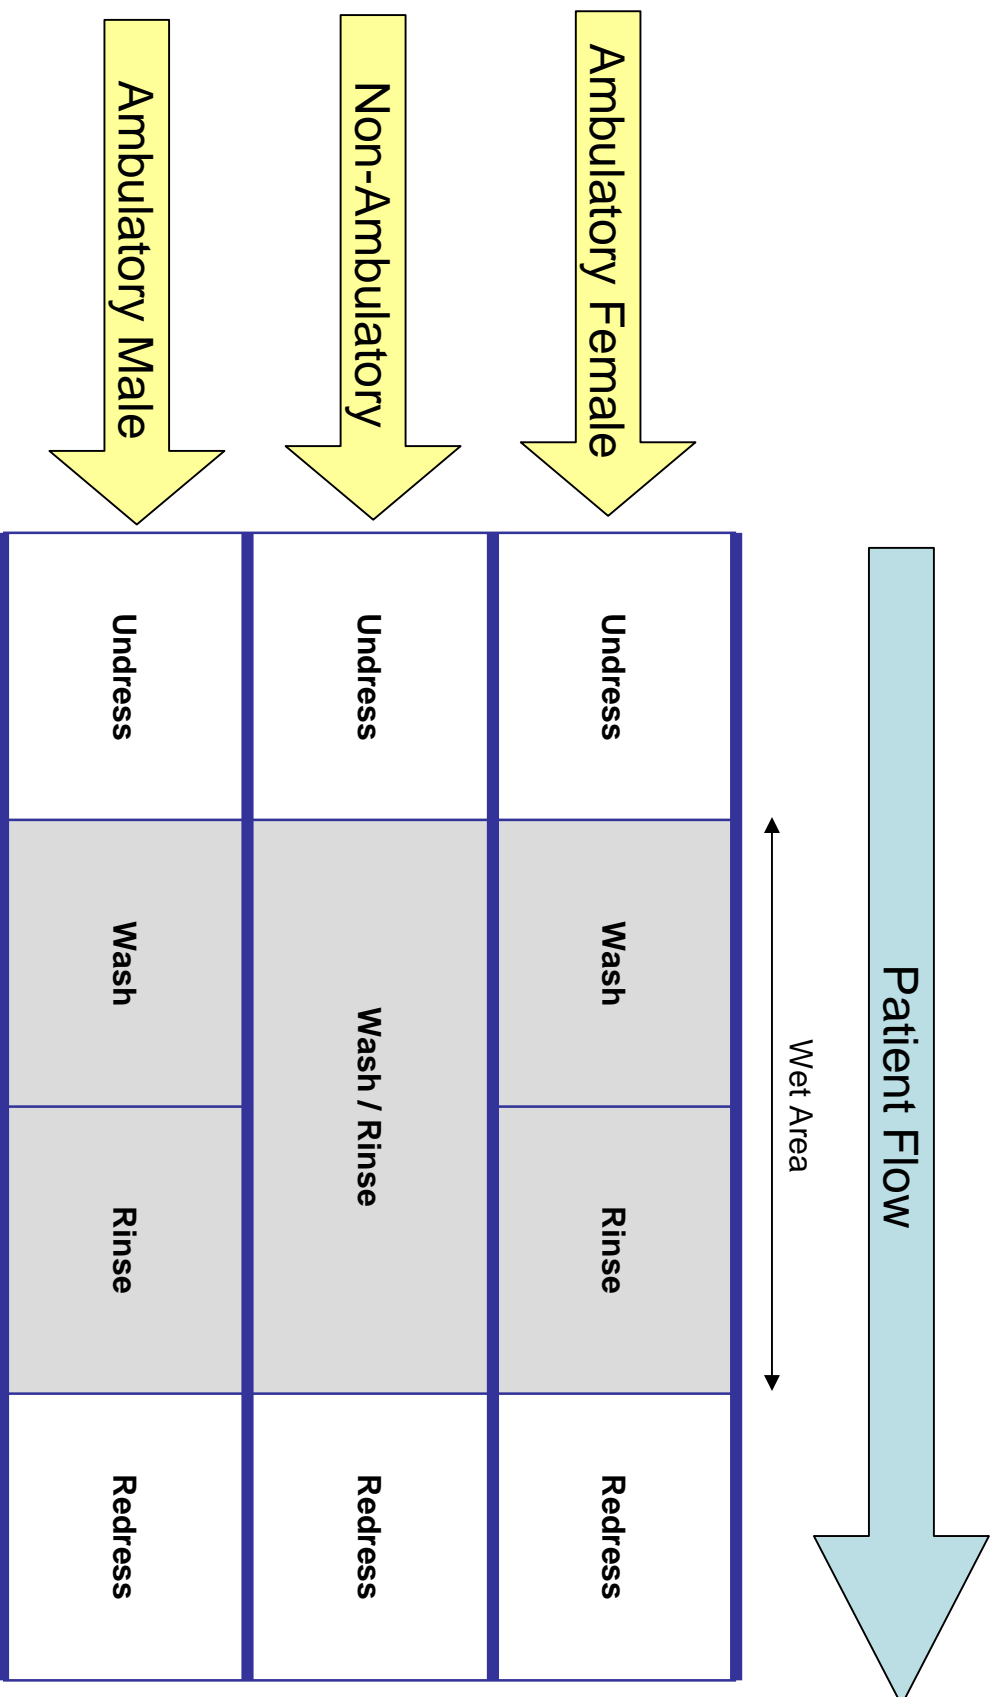 Patient Flow
Wet Area
Ambulatory Female
Undress
Wash
Rinse
Redress
Non-Ambulatory
Undress
Wash / Rinse
Redress
Ambulatory Male
Undress
Wash
Rinse
Redress